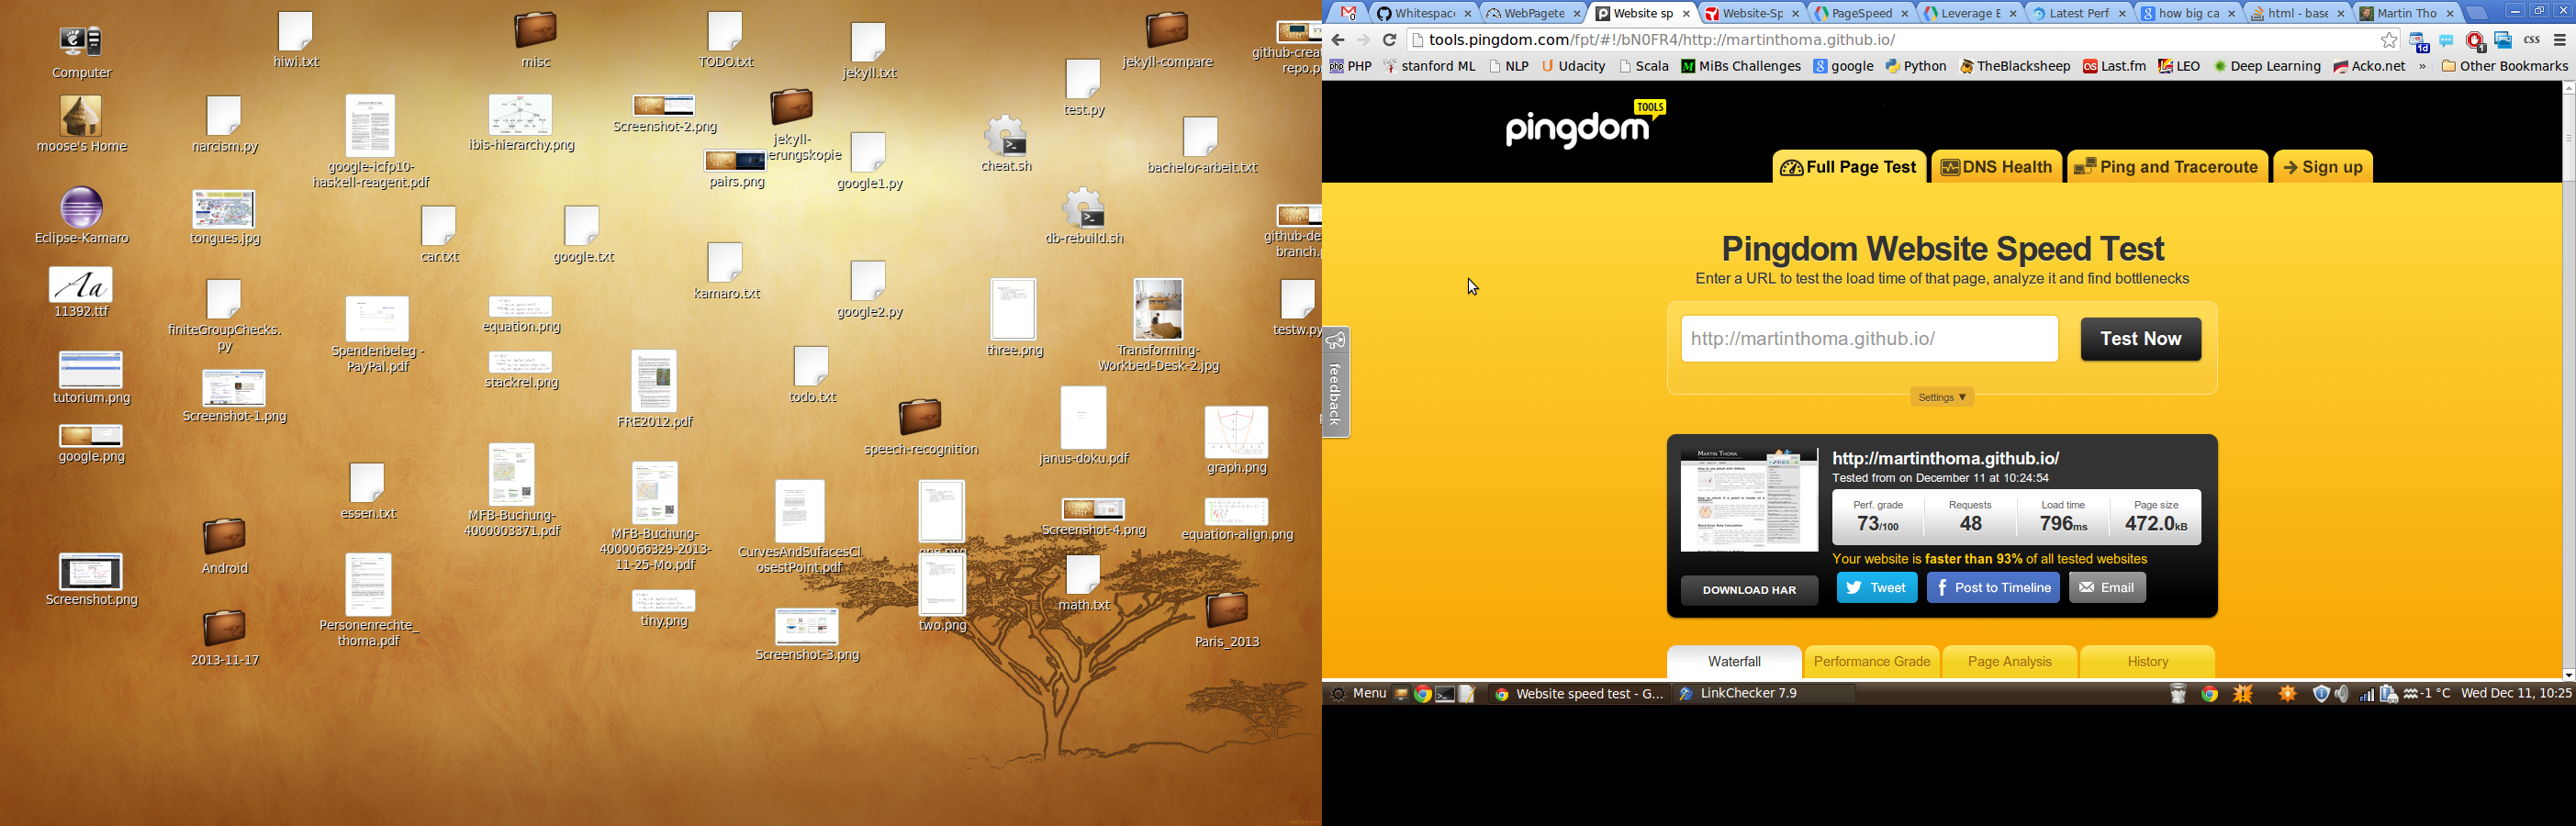 Computer
hiwi.txt
misc
TODO.txt
jekyll.txt
jekyll-compare
test.py
moose's Home
narcism.py
google-icfp10-
haskell-reagent.pdf
ibis-hierarchy.png
Screenshot-2.png
jekyll-
erungskopie
pairs.png
google1.py
cheat.sh
bachelor-arbeit.txt
Eclipse-Kamaro
tongues.jpg
car.txt
google.txt
kamaro.txt
google2.py
db-rebuild.sh
testw.py
11392.ttf
finiteGroupChecks.
py
Spendenbeleg -
PayPal.pdf
equation.png
stackrel.png
FRE2012.pdf
todo.txt
three.png
Transforming-
Workbed-Desk-2.jpg
tutorium.png
Screenshot-1.png
google.png
speech-recognition
janus-doku.pdf
graph.png
essen.txt
MFB-Buchung-
4000003371.pdf
MFB-Buchung-
4000066329-2013-
11-25-Mo.pdf
CurvesAndSufacesCl
osestPoint.pdf
Screenshot-4.png
equation-align.png
Android
Screenshot.png
Personenrechte_
thoma.pdf
2013-11-17
tiny.png
Screenshot-3.png
two.png
math.txt
Paris_2013
Whitespac
WebPagete
Website sp
Website-Sp
PageSpeed
Leverage B
Latest Perf
how big ca
html - base
Martin Tho
tools.pingdom.com/fpt/#!/bN0FR4/http://martinthoma.github.io/
1d
1
css
PHP
stanford ML
NLP
Udacity
Scala
MiBs Challenges
google
Python
TheBlacksheep
Last.fm
LEO
Deep Learning
Acko.net
»
Other Bookmarks
pingdom TOOLS
Full Page Test
DNS Health
Ping and Traceroute
Sign up
Pingdom Website Speed Test
Enter a URL to test the load time of that page, analyze it and find bottlenecks
http://martinthoma.github.io/
Test Now
Settings ▼
feedback
MARTIN THOMA
http://martinthoma.github.io/
Tested from on December 11 at 10:24:54
Perf. grade Requests Load time Page size
73/100 48 796ms 472.0kB
Your website is faster than 93% of all tested websites
DOWNLOAD HAR
Tweet
Post to Timeline
Email
Waterfall
Performance Grade
Page Analysis
History
Menu
Website speed test - G...
LinkChecker 7.9
-1 °C
Wed Dec 11, 10:25